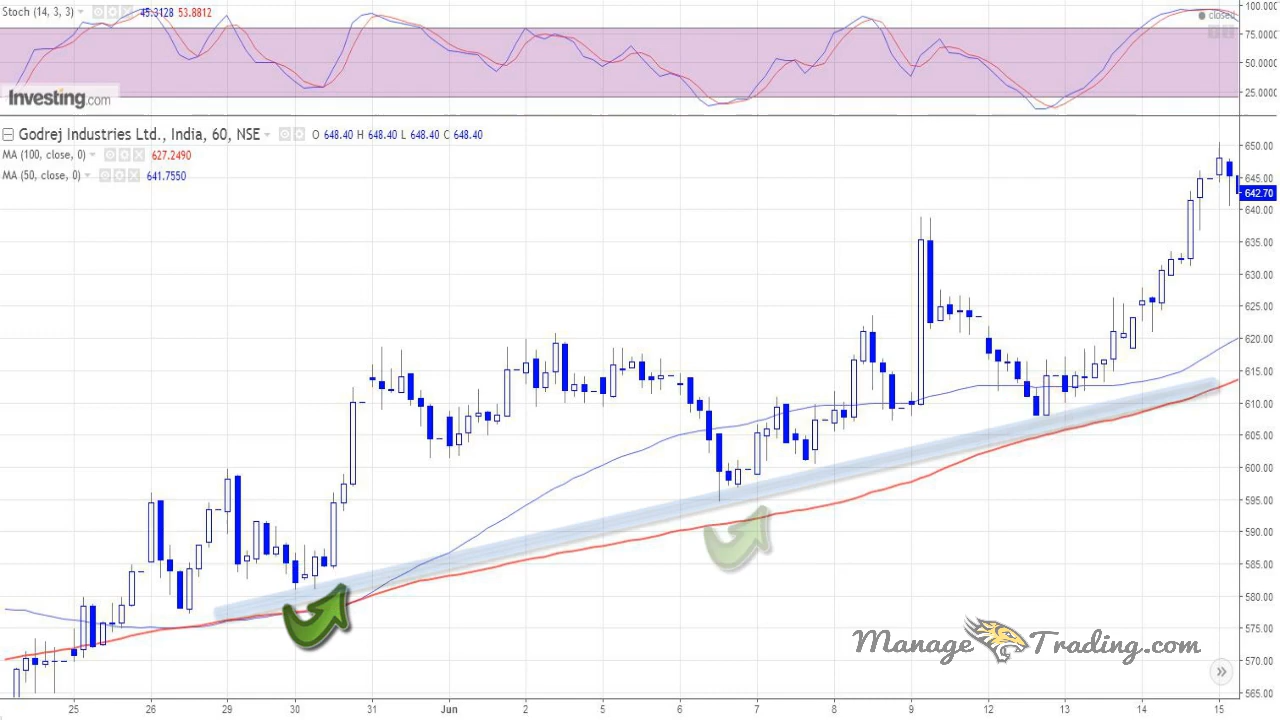 Stoch (14, 3, 3) 45.3128 53.8812
100.000
closed
75.000
50.000
25.000
Investing.com
Godrej Industries Ltd., India, 60, NSE O 648.40 H 648.40 L 648.40 C 648.40
MA (100, close, 0) 627.2490
MA (50, close, 0) 641.7550
650.00
645.00
642.70
640.00
635.00
630.00
625.00
620.00
615.00
610.00
605.00
600.00
595.00
590.00
585.00
580.00
575.00
570.00
565.00
Manage Trading.com
25 26 29 30 31 Jun 2 5 6 7 8 9 12 13 14 15